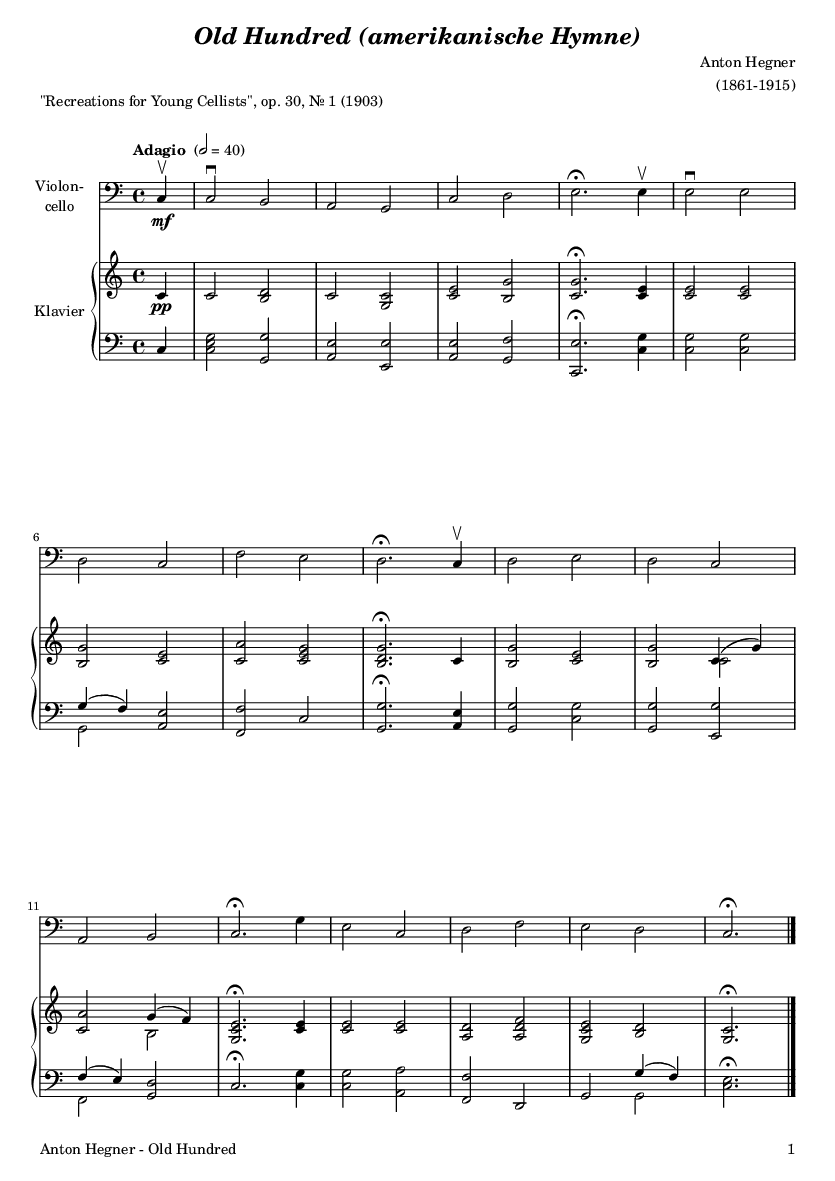 Old Hundred (amerikanische Hymne)
Anton Hegner
(1861-1915)
"Recreations for Young Cellists", op. 30, № 1 (1903)
Adagio (𝅗𝅥 = 40)
Violon-
cello
mf
Klavier
pp
6
11
Anton Hegner - Old Hundred
1